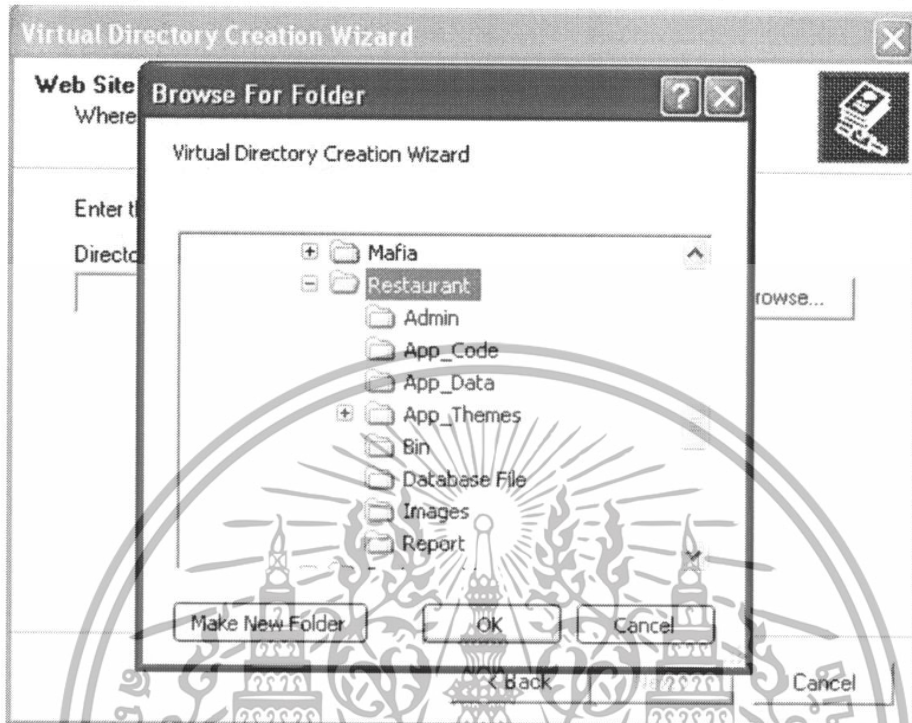 Virtual Directory Creation Wizard
Web Site
Where
Browse For Folder
Virtual Directory Creation Wizard
Enter
Mafia
Restaurant
rowse...
Admin
App_Code
App_Data
App_Themes
Bin
Database File
Images
Report
Make New Folder
OK
Cancel
< Back
Cancel